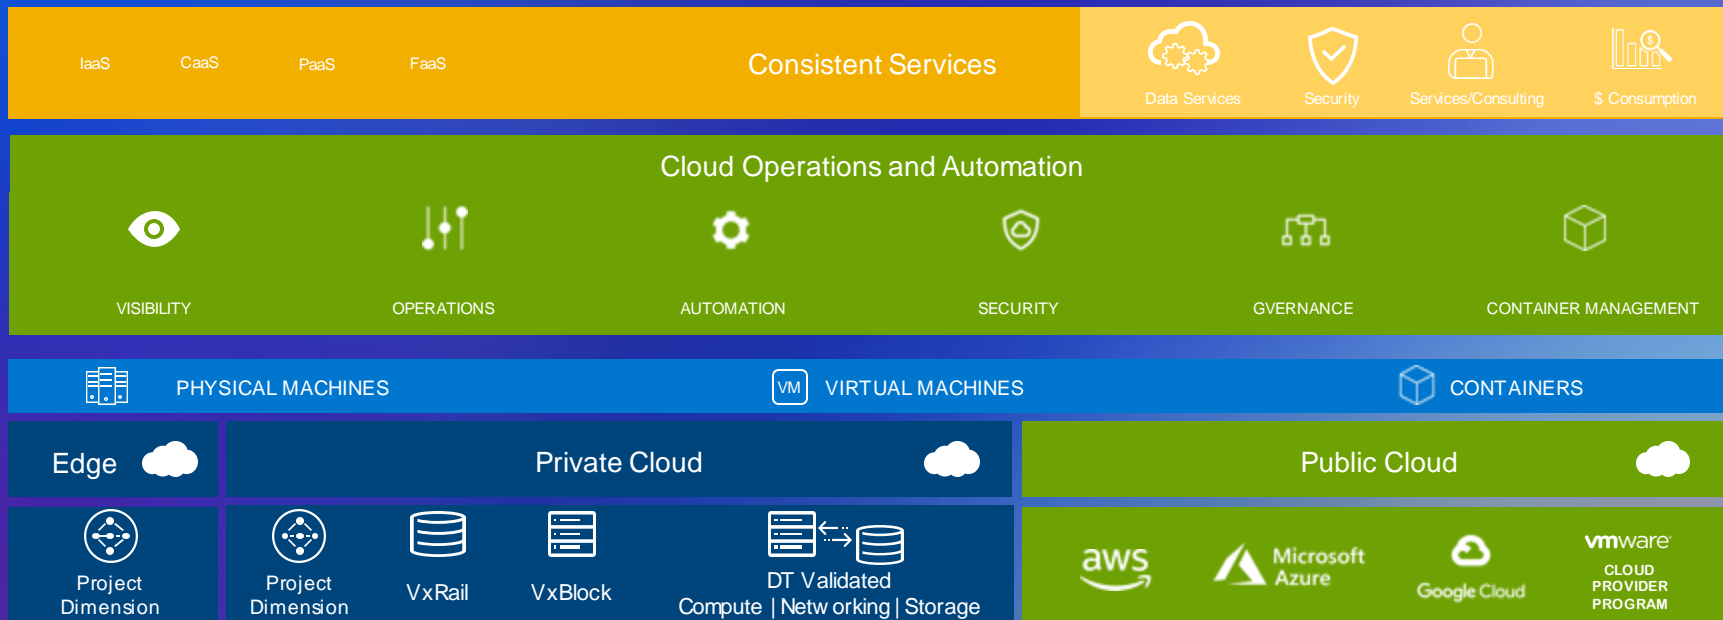 IaaS CaaS PaaS FaaS
Consistent Services
Data Services Security Services/Consulting $ Consumption
Cloud Operations and Automation
VISIBILITY OPERATIONS AUTOMATION SECURITY GVERNANCE CONTAINER MANAGEMENT
PHYSICAL MACHINES VM VIRTUAL MACHINES CONTAINERS
Edge Private Cloud Public Cloud
Project
Dimension
Project
Dimension
VxRail
VxBlock
DT Validated
Compute | Netw orking | Storage
aws
Microsoft
Azure
Google Cloud
vmware
CLOUD
PROVIDER
PROGRAM